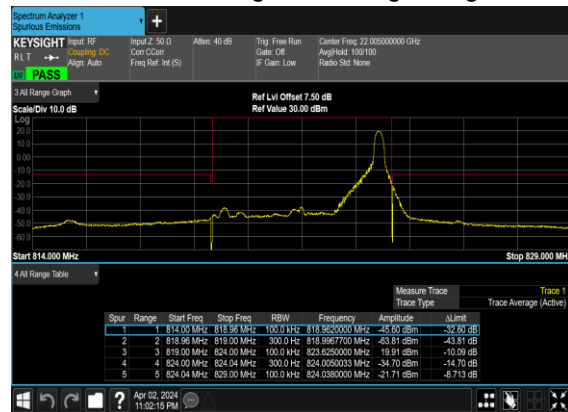 Spectrum Analyzer 1
Spurious Emissions
+
KEYSIGHT Input: RF Input Z: 50 Ω Atten: 40 dB Trig: Free Run Center Freq: 22.005000000 GHz
RLT Coupling: DC Corr CCorr Gate: Off Avg|Hold: 100/100
Align: Auto Freq Ref: Int (S) IF Gain: Low Radio Std: None
PASS
3 All Range Graph
Ref Lvl Offset 7.50 dB
Scale/Div 10.0 dB Ref Value 30.00 dBm
Log
20.0
10.0
0.00
-10.0
-20.0
-30.0
-40.0
-50.0
-60.0
Start 814.000 MHz Stop 829.000 MH
4 All Range Table
Measure Trace Trace 1
Trace Type Trace Average (Active)
Spur Range Start Freq Stop Freq RBW Frequency Amplitude ΔLimit
1 1 814.00 MHz 818.96 MHz 100.0 kHz 818.9620000 MHz -45.60 dBm -32.60 dB
2 2 818.96 MHz 819.00 MHz 300.0 Hz 818.9967700 MHz -63.81 dBm -43.81 dB
3 3 819.00 MHz 824.00 MHz 100.0 kHz 823.6250000 MHz 19.91 dBm -10.09 dB
4 4 824.00 MHz 824.04 MHz 300.0 Hz 824.0050033 MHz -34.70 dBm -14.70 dB
5 5 824.04 MHz 829.00 MHz 100.0 kHz 824.0380000 MHz -21.71 dBm -8.713 dB
?
Apr 02, 2024
11:02:15 PM